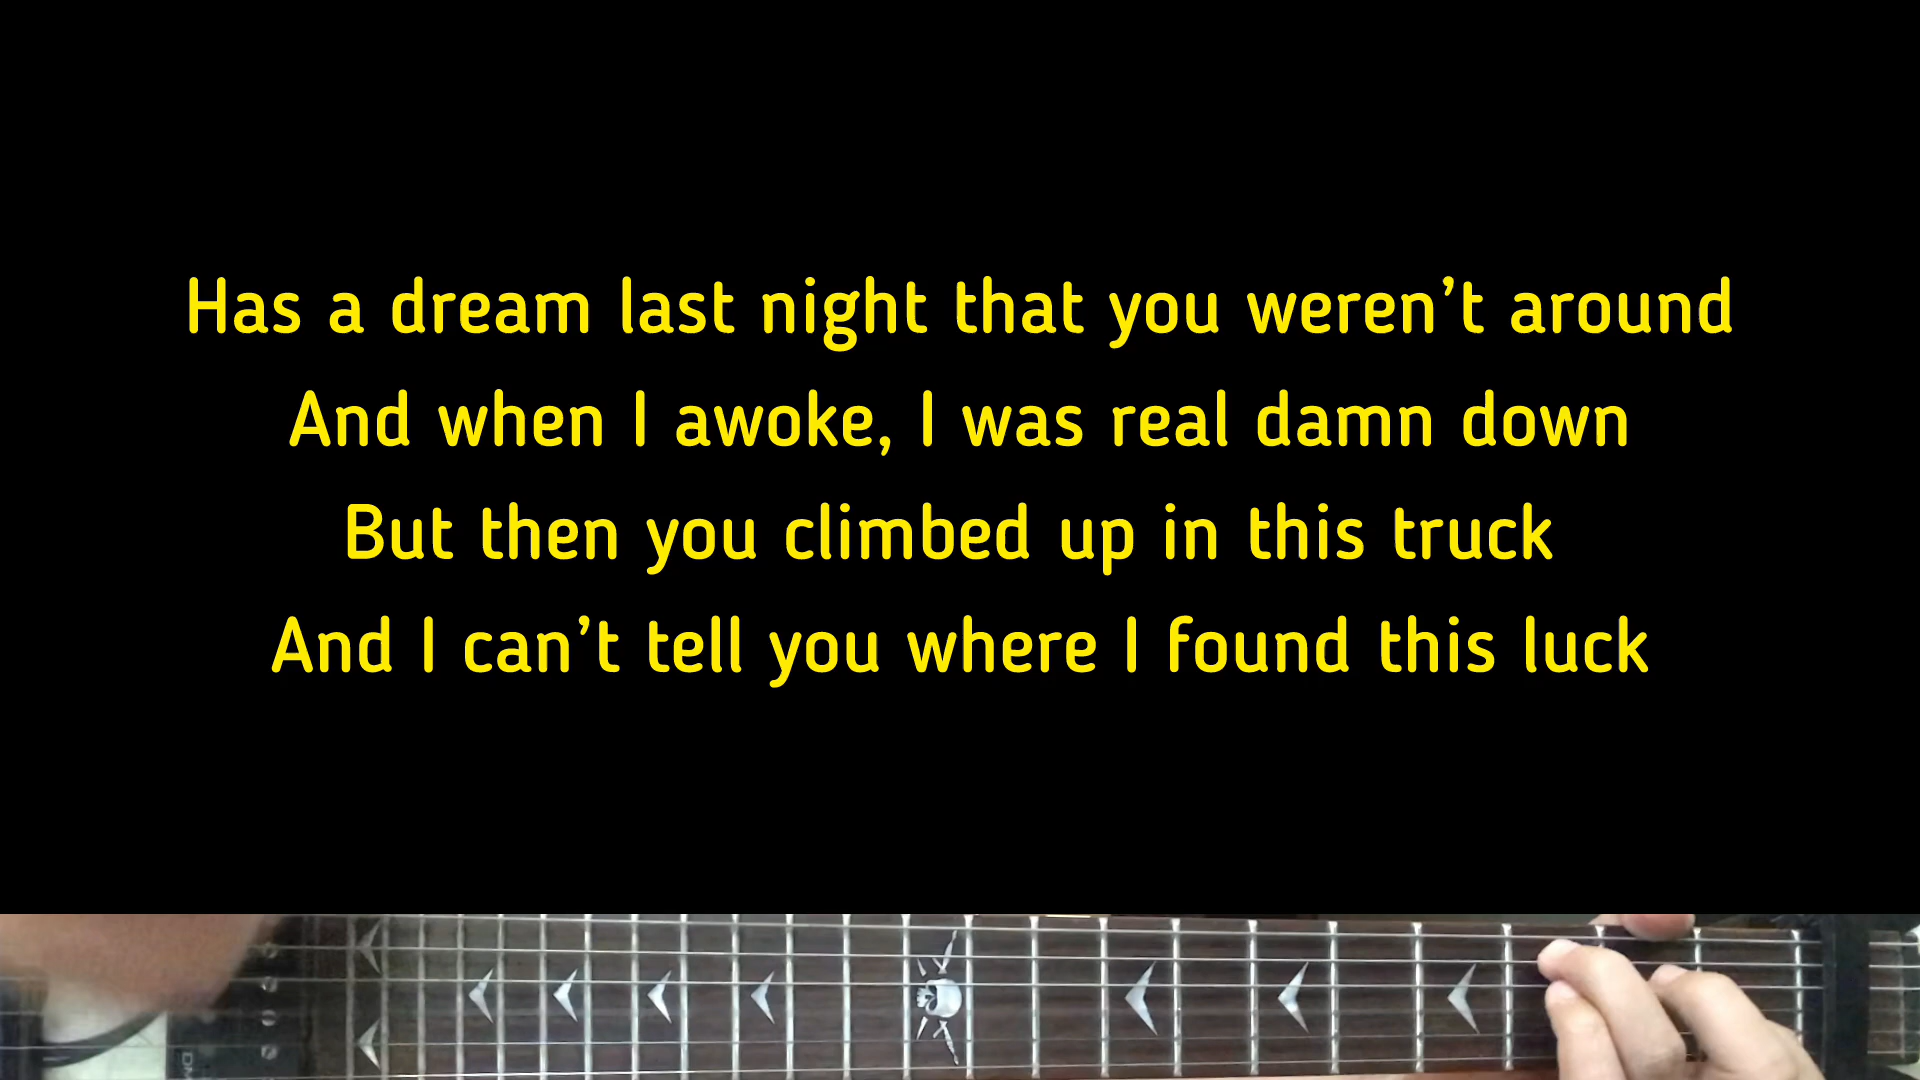 Has a dream last night that you weren’t around
And when I awoke, I was real damn down
But then you climbed up in this truck
And I can’t tell you where I found this luck